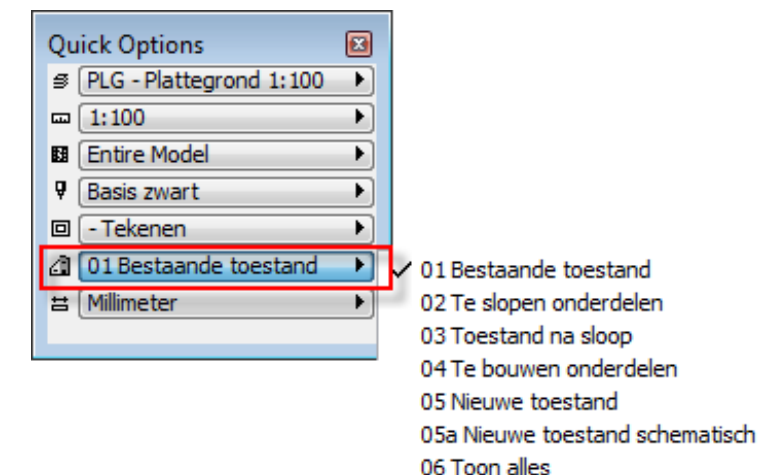 Quick Options
PLG - Plattegrond 1:100
1:100
Entire Model
Basis zwart
- Tekenen
01 Bestaande toestand
Millimeter
01 Bestaande toestand
02 Te slopen onderdelen
03 Toestand na sloop
04 Te bouwen onderdelen
05 Nieuwe toestand
05a Nieuwe toestand schematisch
06 Toon alles